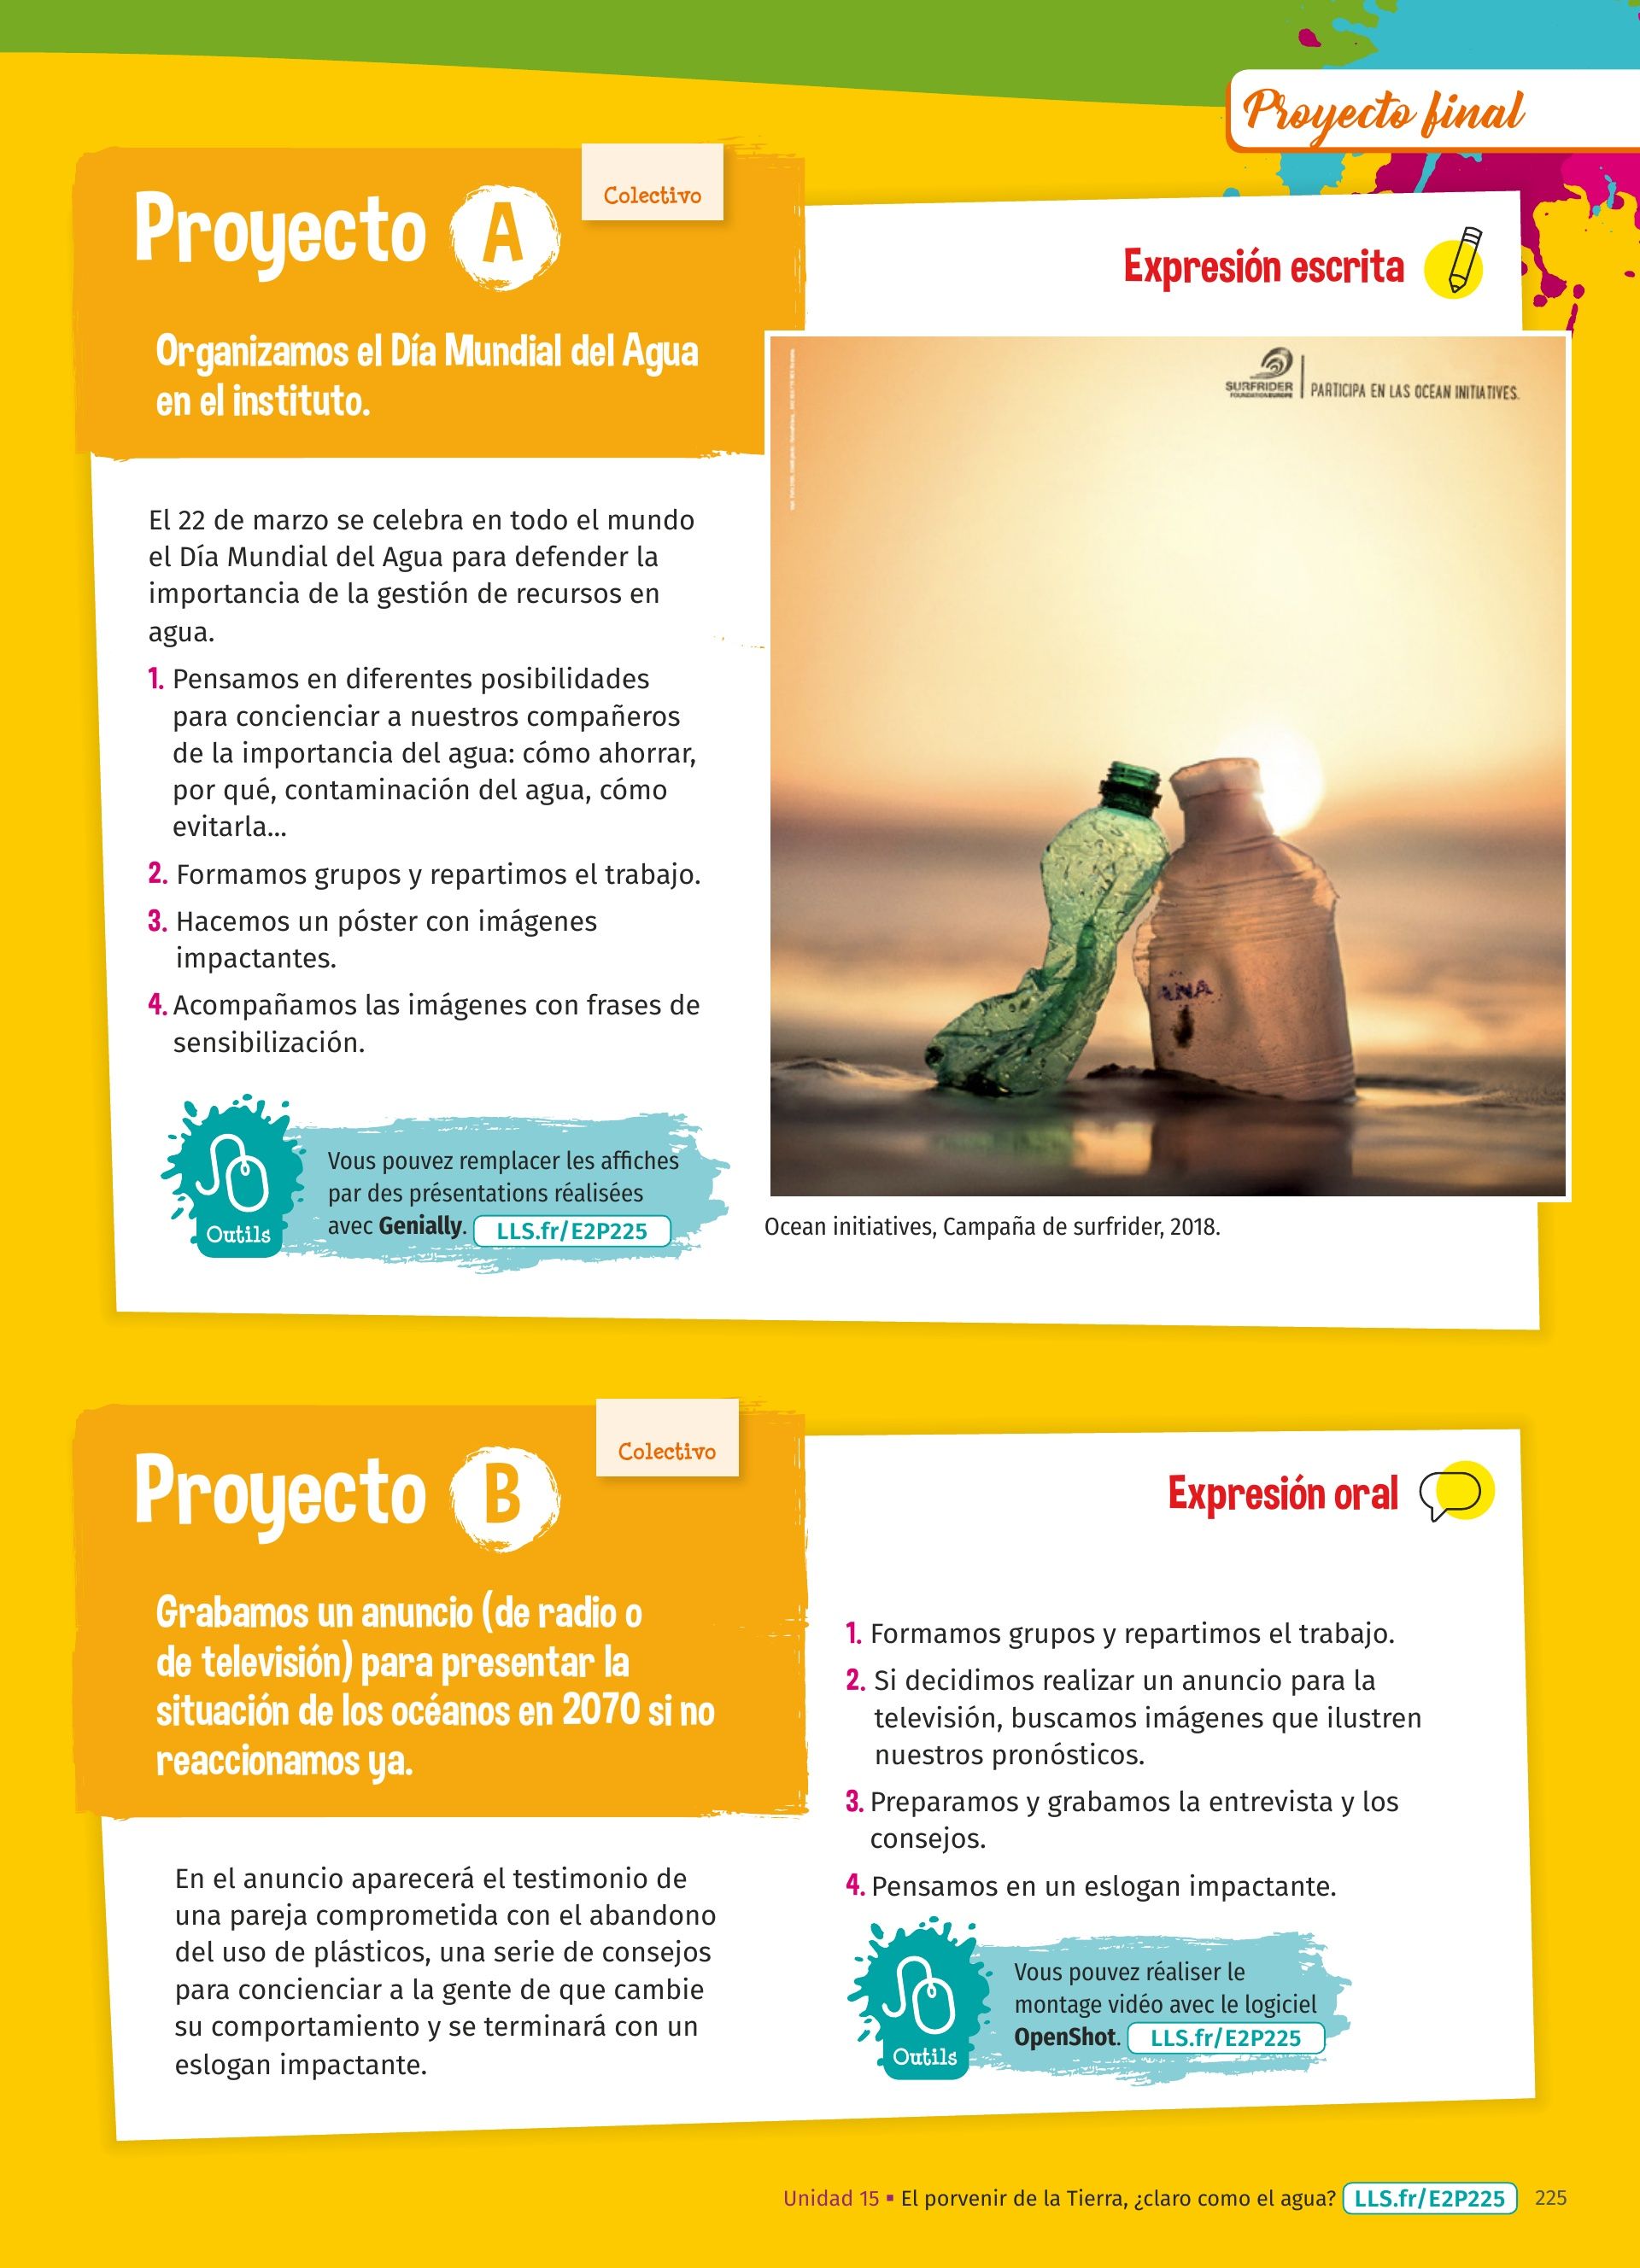 Proyecto final
Proyecto A
Colectivo
Organizamos el Día Mundial del Agua
en el instituto.
Expresión escrita
El 22 de marzo se celebra en todo el mundo
el Día Mundial del Agua para defender la
importancia de la gestión de recursos en
agua.
1. Pensamos en diferentes posibilidades
para concienciar a nuestros compañeros
de la importancia del agua: cómo ahorrar,
por qué, contaminación del agua, cómo
evitarla...
2. Formamos grupos y repartimos el trabajo.
3. Hacemos un póster con imágenes
impactantes.
4. Acompañamos las imágenes con frases de
sensibilización.
Outils
Vous pouvez remplacer les affiches
par des présentations réalisées
avec Genially. LLS.fr/E2P225
SURFRIDER
FOUNDATION EUROPE
PARTICIPA EN LAS OCEAN INITIATIVES.
ANA
Ocean initiatives, Campaña de surfrider, 2018.
Proyecto B
Colectivo
Grabamos un anuncio (de radio o
de televisión) para presentar la
situación de los océanos en 2070 si no
reaccionamos ya.
En el anuncio aparecerá el testimonio de
una pareja comprometida con el abandono
del uso de plásticos, una serie de consejos
para concienciar a la gente de que cambie
su comportamiento y se terminará con un
eslogan impactante.
Expresión oral
1. Formamos grupos y repartimos el trabajo.
2. Si decidimos realizar un anuncio para la
televisión, buscamos imágenes que ilustren
nuestros pronósticos.
3. Preparamos y grabamos la entrevista y los
consejos.
4. Pensamos en un eslogan impactante.
Outils
Vous pouvez réaliser le
montage vidéo avec le logiciel
OpenShot. LLS.fr/E2P225
Unidad 15 ▪ El porvenir de la Tierra, ¿claro como el agua? LLS.fr/E2P225 225